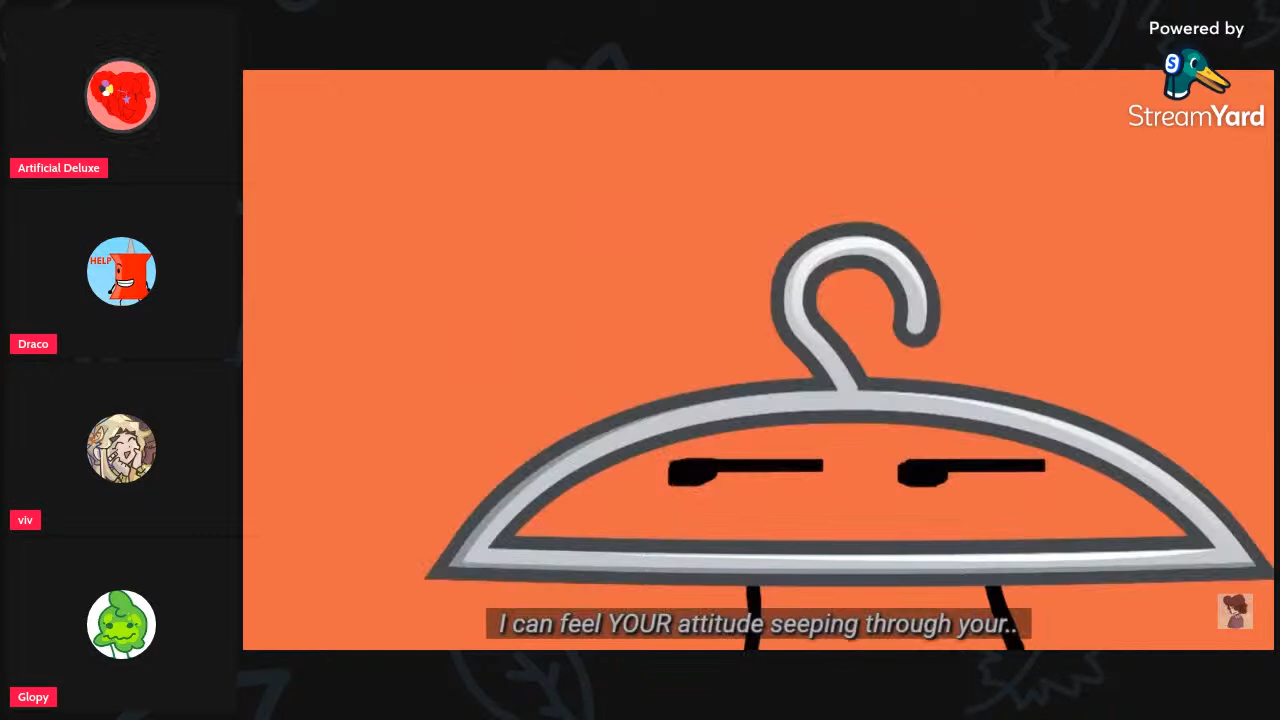 Powered by
S
StreamYard
Artificial Deluxe
HELP
Draco
viv
Glopy
I can feel YOUR attitude seeping through your..